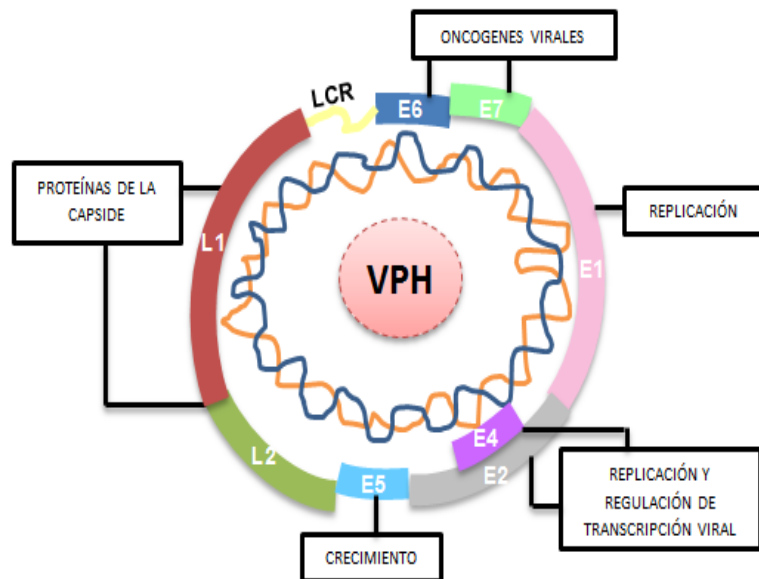 ONCOGENES VIRALES
LCR
E6
E7
PROTEÍNAS DE LA
CAPSIDE
REPLICACIÓN
L1
E1
VPH
E4
L2
E2
E5
REPLICACIÓN Y
REGULACIÓN DE
TRANSCRIPCIÓN VIRAL
CRECIMIENTO